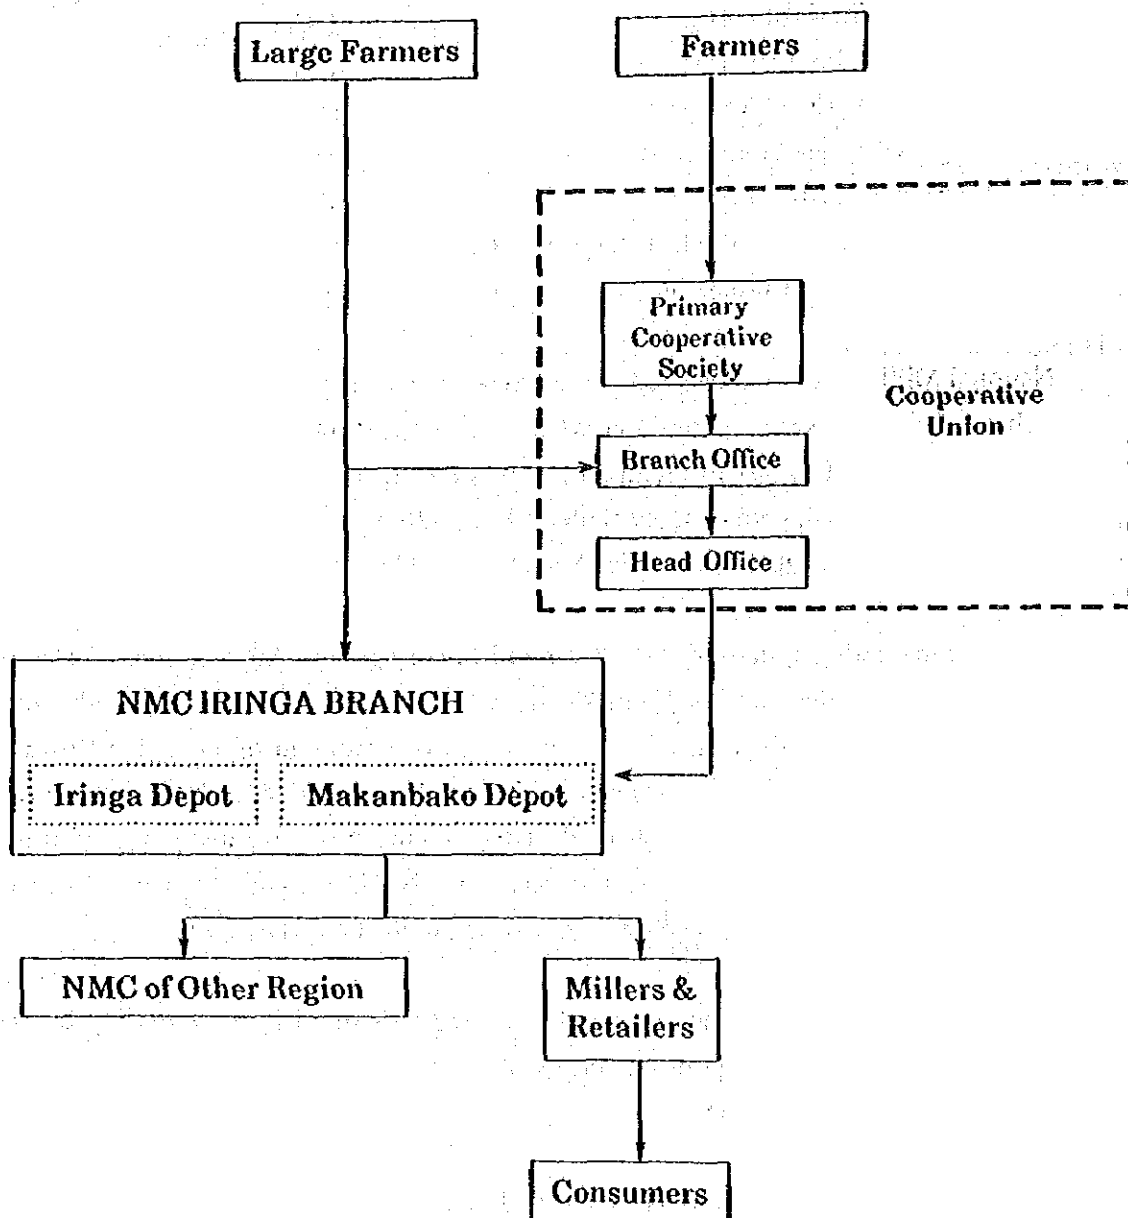 Large Farmers
Farmers
Primary
Cooperative
Society
Cooperative
Union
Branch Office
Head Office
NMC IRINGA BRANCH
Iringa Depot
Makanbako Depot
NMC of Other Region
Millers &
Retailers
Consumers